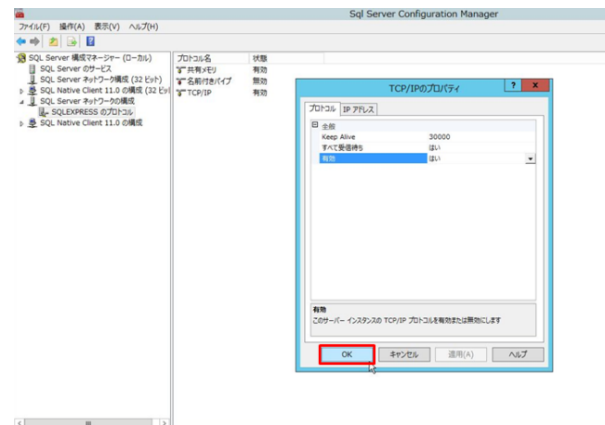 Sql Server Configuration Manager
ファイル(F) 操作(A) 表示(V) ヘルプ(H)
SQL Server 構成マネージャー (ローカル)
SQL Server のサービス
SQL Server ネットワーク構成 (32 ビット)
SQL Native Client 11.0 の構成 (32 ビッ
SQL Server ネットワークの構成
SQLEXPRESS のプロトコル
SQL Native Client 11.0 の構成
プロトコル名 状態
共有メモリ 有効
名前付きパイプ 無効
TCP/IP 有効
TCP/IPのプロパティ ? x
プロトコル IP アドレス
全般
Keep Alive 30000
すべて受信待ち はい
有効 はい
有効
このサーバー インスタンスの TCP/IP プロトコルを有効または無効にします
OK キャンセル 適用(A) ヘルプ